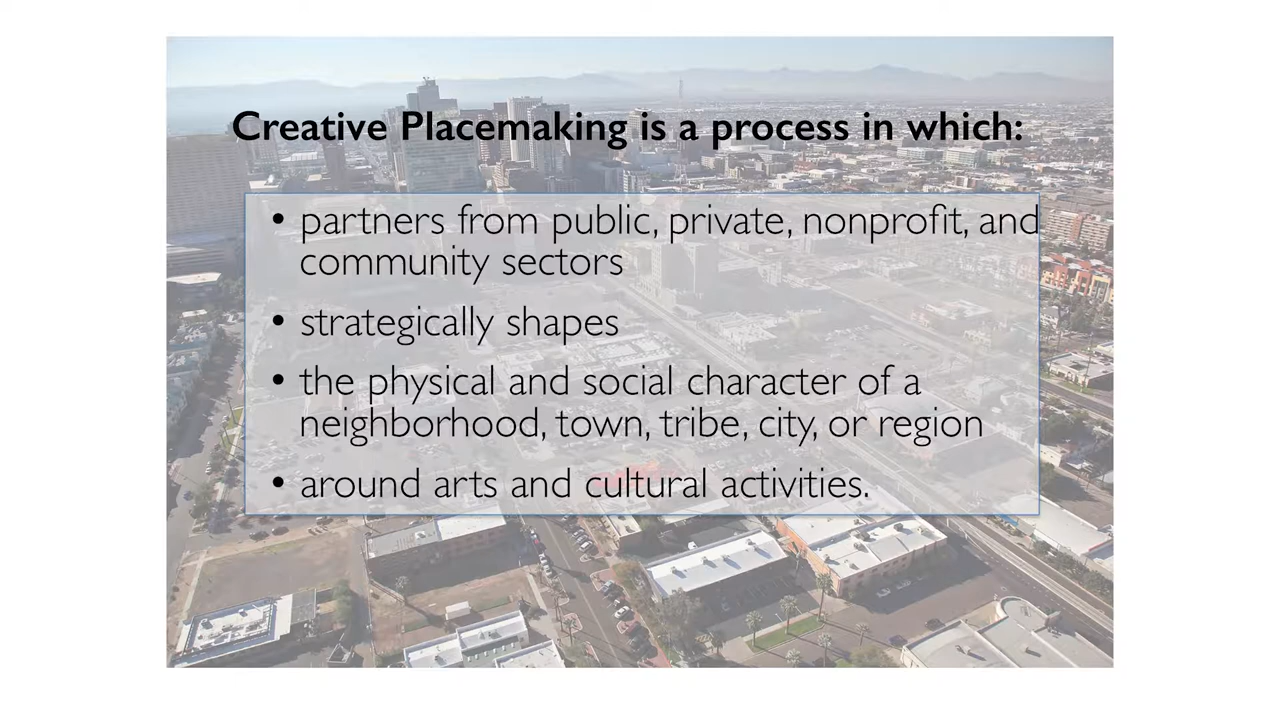 Creative Placemaking is a process in which:
• partners from public, private, nonprofit, and
community sectors
• strategically shapes
• the physical and social character of a
neighborhood, town, tribe, city, or region
• around arts and cultural activities.